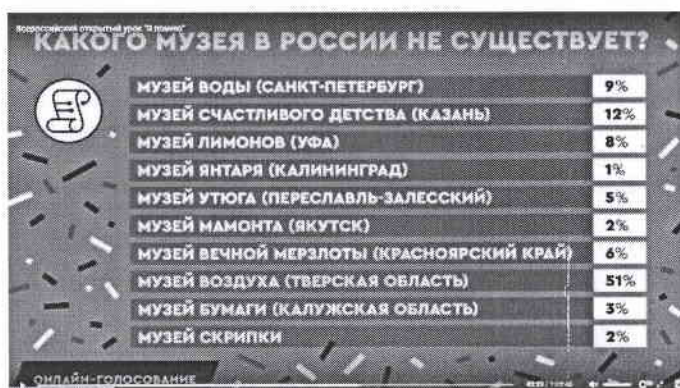 Всероссийский открытый урок "Я помню"
КАКОГО МУЗЕЯ В РОССИИ НЕ СУЩЕСТВУЕТ?
МУЗЕЙ ВОДЫ (САНКТ-ПЕТЕРБУРГ) 9%
МУЗЕЙ СЧАСТЛИВОГО ДЕТСТВА (КАЗАНЬ) 12%
МУЗЕЙ ЛИМОНОВ (УФА) 8%
МУЗЕЙ ЯНТАРЯ (КАЛИНИНГРАД) 1%
МУЗЕЙ УТЮГА (ПЕРЕСЛАВЛЬ-ЗАЛЕССКИЙ) 5%
МУЗЕЙ МАМОНТА (ЯКУТСК) 2%
МУЗЕЙ ВЕЧНОЙ МЕРЗЛОТЫ (КРАСНОЯРСКИЙ КРАЙ) 6%
МУЗЕЙ ВОЗДУХА (ТВЕРСКАЯ ОБЛАСТЬ) 51%
МУЗЕЙ БУМАГИ (КАЛУЖСКАЯ ОБЛАСТЬ) 3%
МУЗЕЙ СКРИПКИ 2%
ОНЛАЙН-ГОЛОСОВАНИЕ